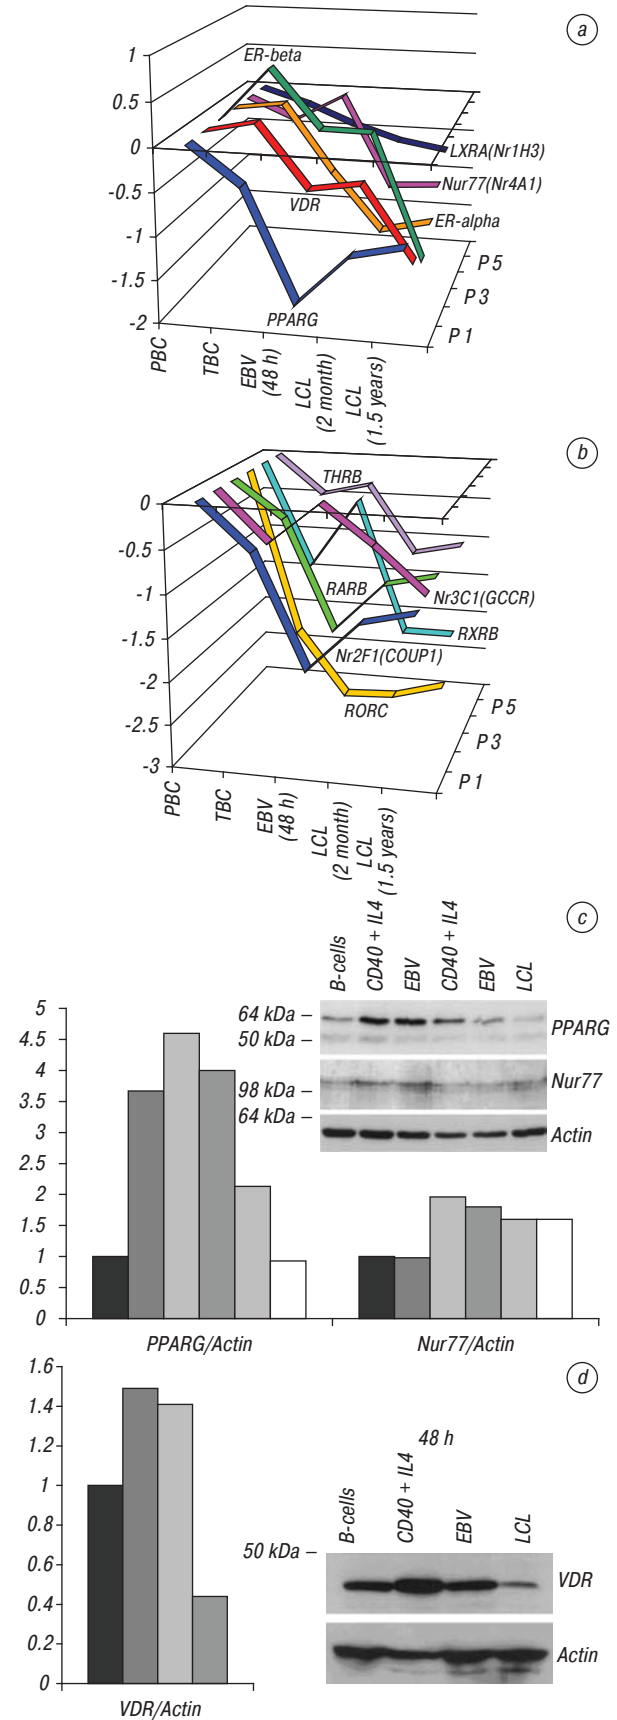 a
1
0.5
0
-0.5
-1
-1.5
-2
ER-beta
LXRA(Nr1H3)
Nur77(Nr4A1)
VDR
ER-alpha
PPARG
P 5
P 3
P 1
PBC
TBC
EBV
(48 h)
LCL
(2 month)
LCL
(1.5 years)
b
0
-0.5
-1
-1.5
-2
-2.5
-3
THRB
RARB
Nr3C1(GCCR)
RXRB
Nr2F1(COUP1)
RORC
P 5
P 3
P 1
PBC
TBC
EBV
(48 h)
LCL
(2 month)
LCL
(1.5 years)
c
B-cells
CD40 + IL4
EBV
CD40 + IL4
EBV
LCL
64 kDa –
50 kDa –
PPARG
98 kDa –
64 kDa –
Nur77
Actin
5
4.5
4
3.5
3
2.5
2
1.5
1
0.5
0
PPARG/Actin
Nur77/Actin
d
1.6
1.4
1.2
1
0.8
0.6
0.4
0.2
0
VDR/Actin
48 h
B-cells
CD40 + IL4
EBV
LCL
50 kDa –
VDR
Actin